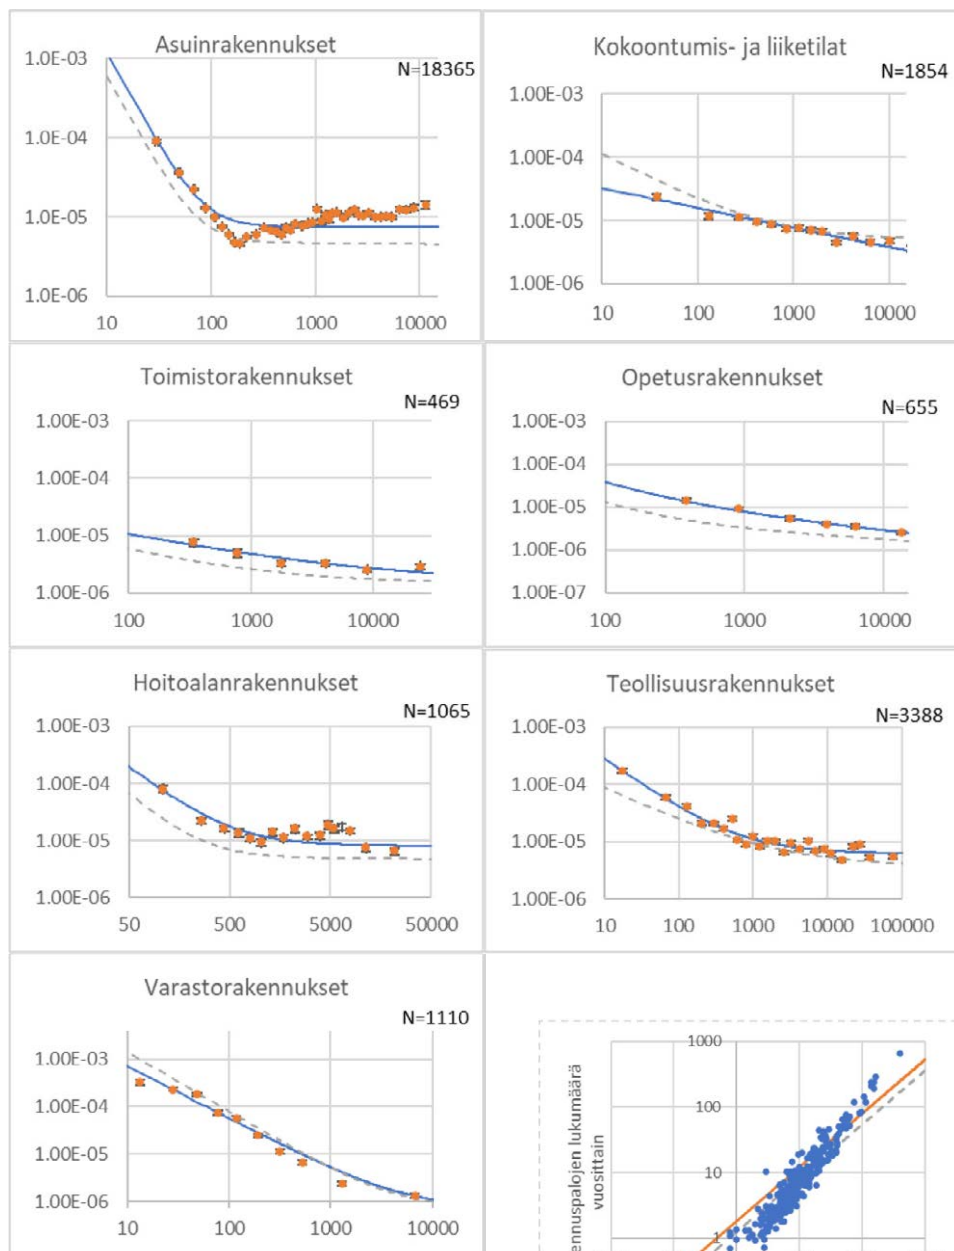 Asuinrakennukset
N=18365
1.0E-03
1.0E-04
1.0E-05
1.0E-06
10 100 1000 10000
Kokoontumis- ja liiketilat
N=1854
1.00E-03
1.00E-04
1.00E-05
1.00E-06
10 100 1000 10000
Toimistorakennukset
N=469
1.00E-03
1.00E-04
1.00E-05
1.00E-06
100 1000 10000
Opetusrakennukset
N=655
1.00E-03
1.00E-04
1.00E-05
1.00E-06
1.00E-07
100 1000 10000
Hoitoalanrakennukset
N=1065
1.00E-03
1.00E-04
1.00E-05
1.00E-06
50 500 5000 50000
Teollisuusrakennukset
N=3388
1.00E-03
1.00E-04
1.00E-05
1.00E-06
10 100 1000 10000 100000
Varastorakennukset
N=1110
1.00E-03
1.00E-04
1.00E-05
1.00E-06
10 100 1000 10000
ennuspalojen lukumäärä
vuosittain
1000
100
10
1